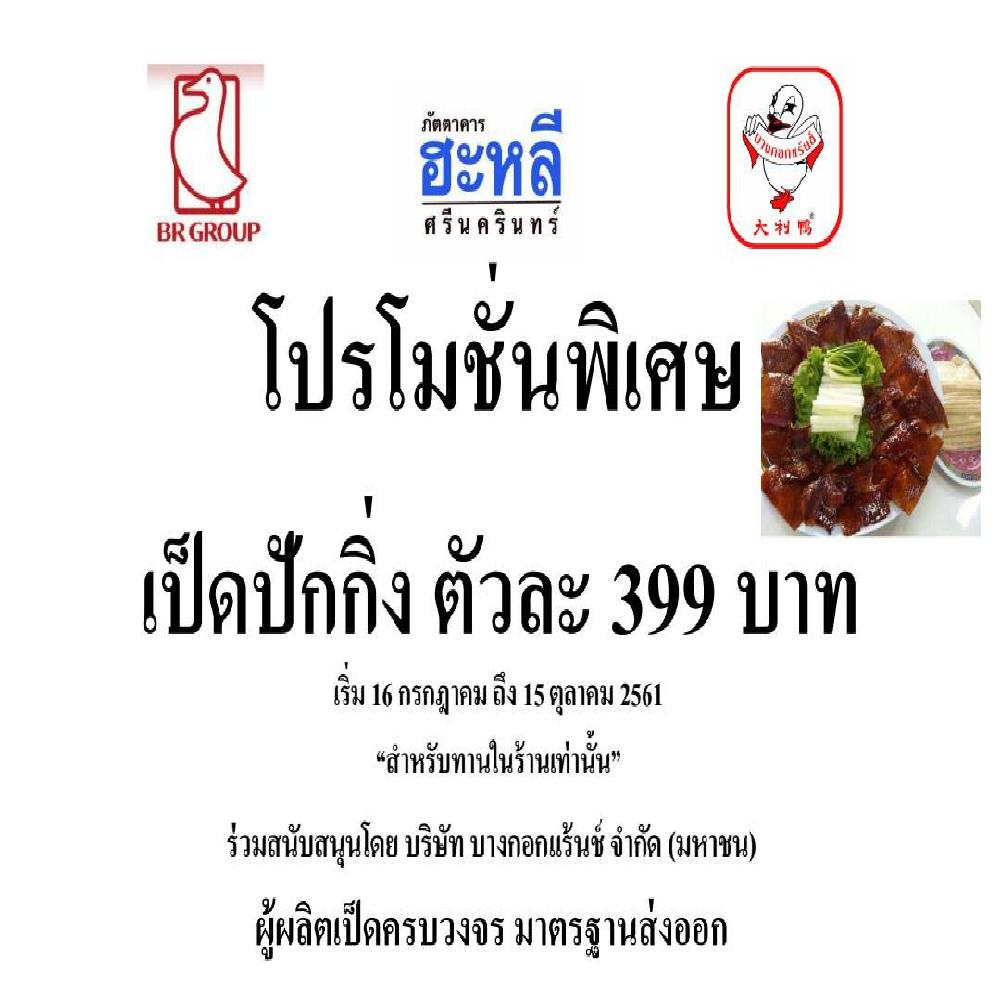 BR GROUP
ภัตตาคาร
ฮะหลี
ศรีนครินทร์
บางกอกแร้นช์
大利鴨®
โปรโมชั่นพิเศษ
เป็ดปักกิ่ง ตัวละ 399 บาท
เริ่ม 16 กรกฎาคม ถึง 15 ตุลาคม 2561
“สำหรับทานในร้านเท่านั้น”
ร่วมสนับสนุนโดย บริษัท บางกอกแร้นช์ จำกัด (มหาชน)
ผู้ผลิตเป็ดครบวงจร มาตรฐานส่งออก